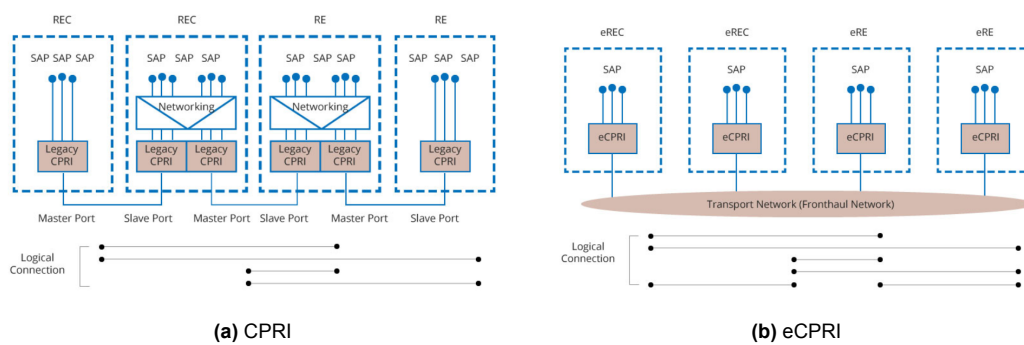 REC REC RE RE
SAP SAP SAP SAP SAP SAP SAP SAP SAP SAP
Networking Networking
Legacy CPRI Legacy CPRI Legacy CPRI Legacy CPRI Legacy CPRI Legacy CPRI
Master Port Slave Port Master Port Slave Port Master Port Slave Port
Logical
Connection
(a) CPRI
eREC eREC eRE eRE
SAP SAP SAP SAP
eCPRI eCPRI eCPRI eCPRI
Transport Network (Fronthaul Network)
Logical
Connection
(b) eCPRI